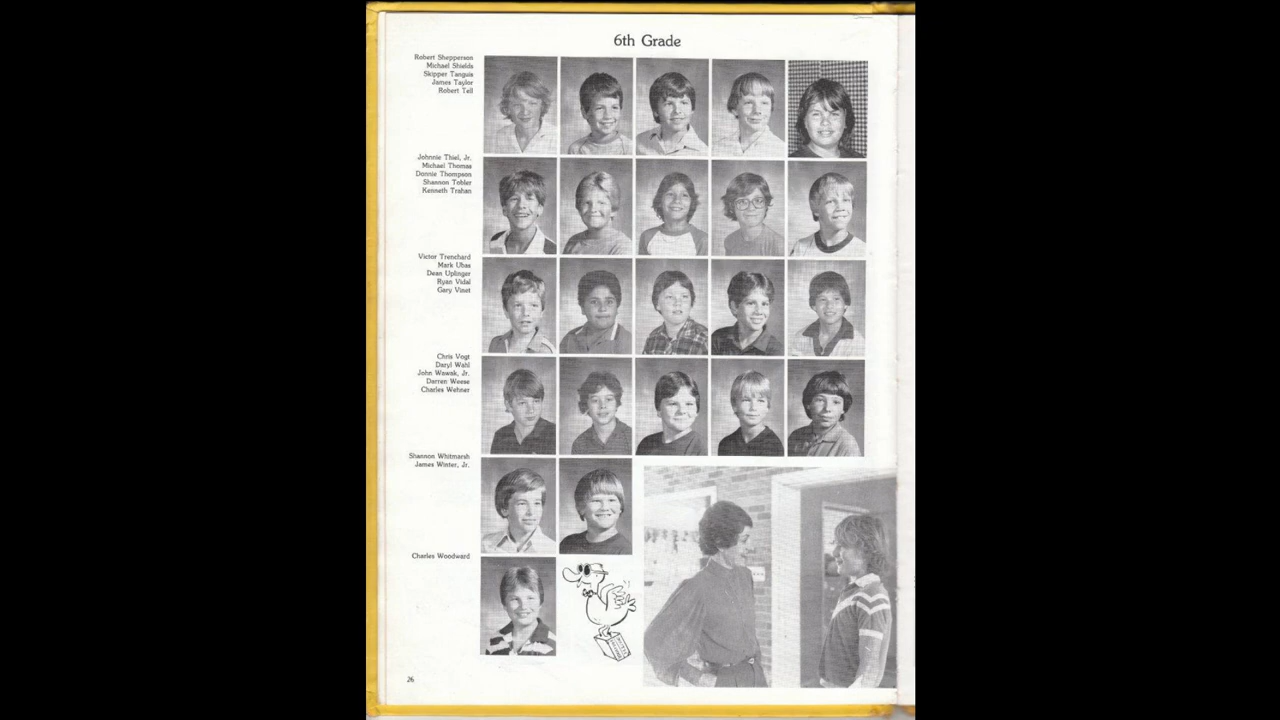 6th Grade
Robert Shepperson
Michael Shields
Skipper Tanguis
James Taylor
Robert Tell
Johnnie Thiel, Jr.
Michael Thomas
Donnie Thompson
Shannon Tobler
Kenneth Trahan
Victor Trenchard
Mark Ubas
Dean Uplinger
Ryan Vidal
Gary Vinet
Chris Vogt
Daryl Wahl
John Wawak, Jr.
Darren Weese
Charles Wehner
Shannon Whitmarsh
James Winter, Jr.
Charles Woodward
26